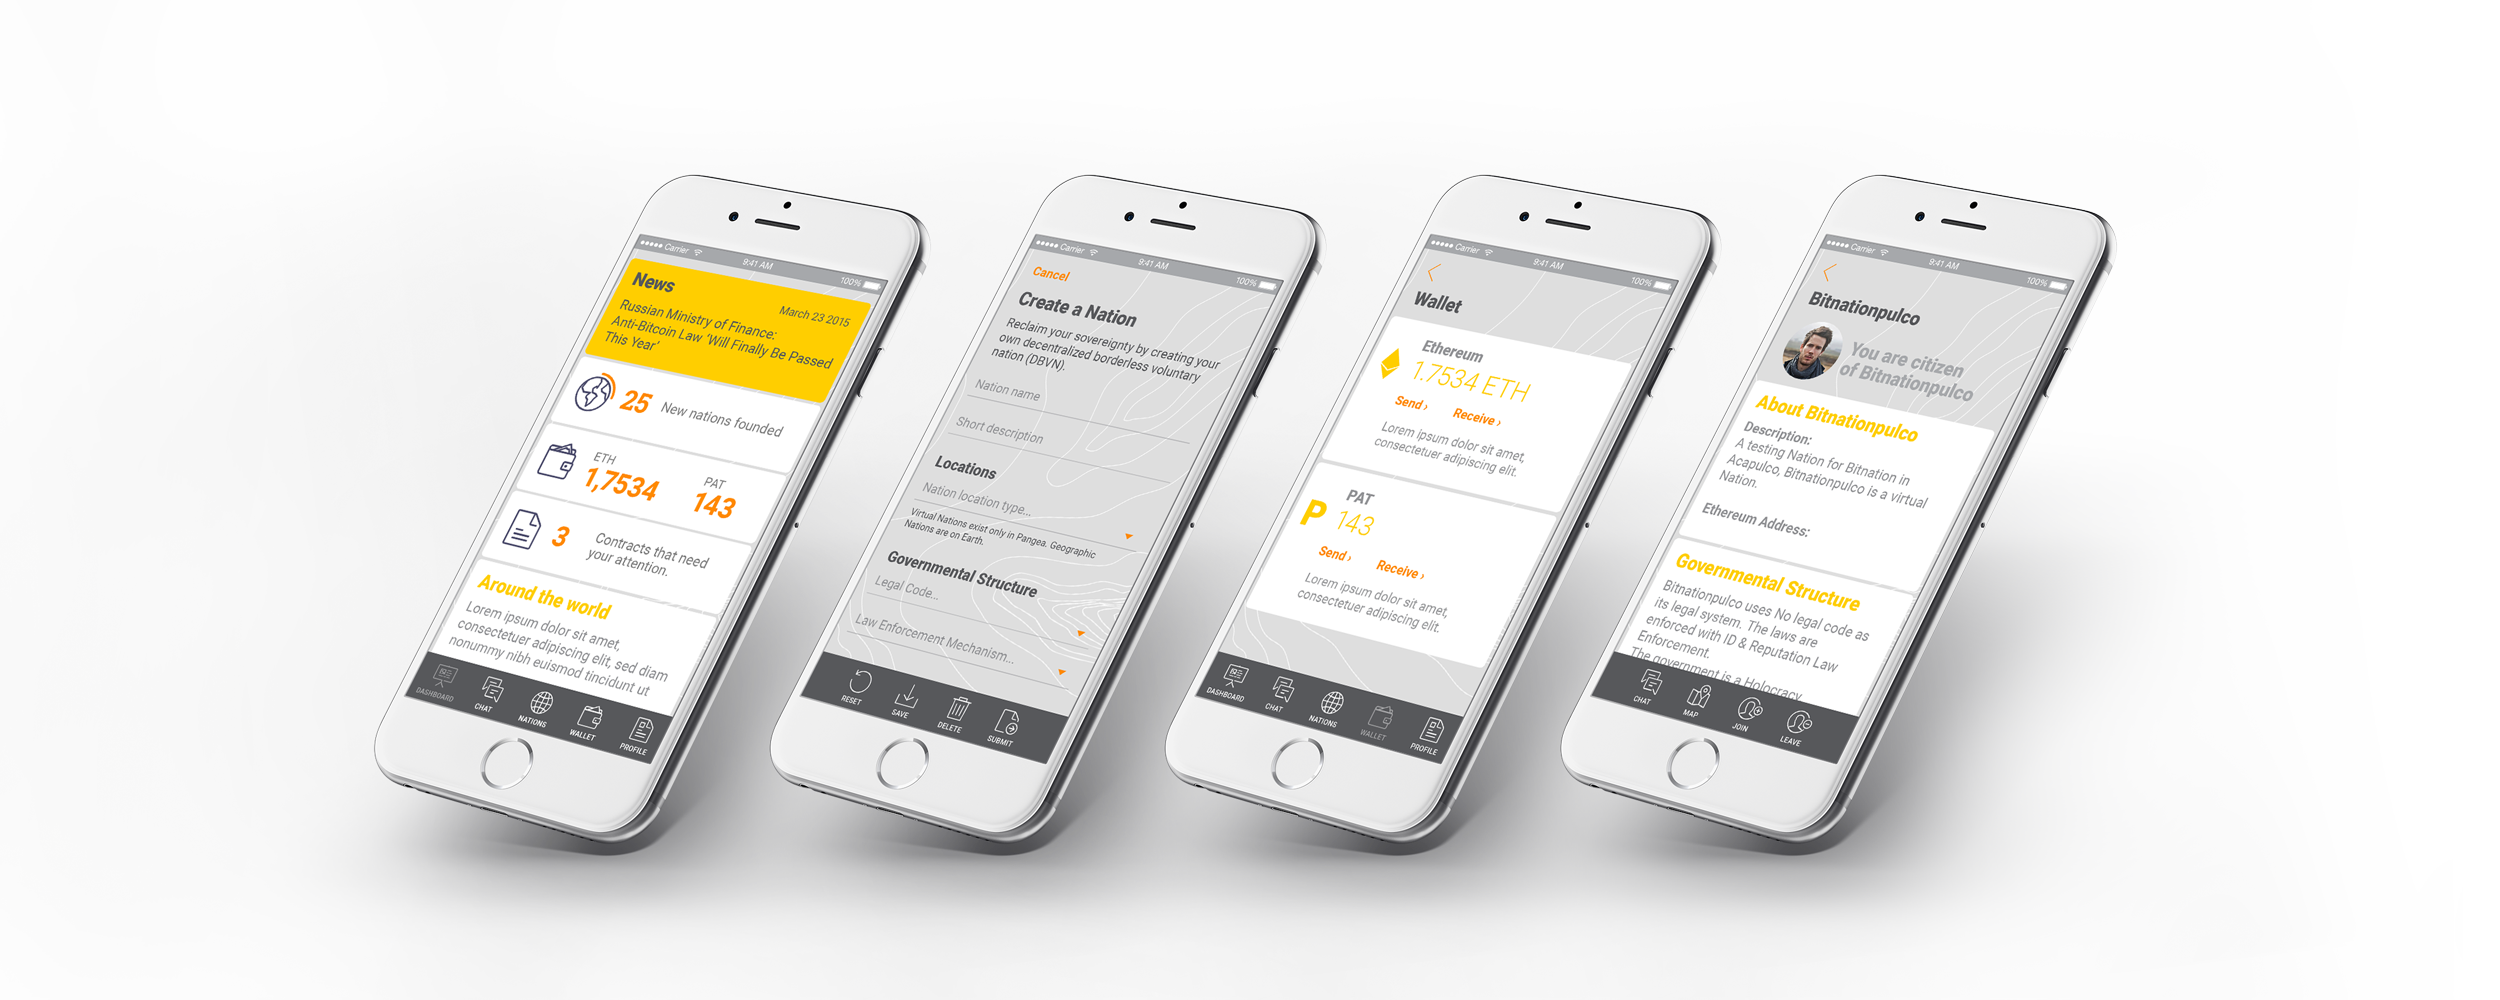 Carrier
9:41 AM
100%
News
March 23 2015
Russian Ministry of Finance:
Anti-Bitcoin Law ‘Will Finally Be Passed
This Year’
25
New nations founded
ETH
1,7534
PAT
143
3
Contracts that need
your attention.
Around the world
Lorem ipsum dolor sit amet,
consectetuer adipiscing elit, sed diam
nonummy nibh euismod tincidunt ut
DASHBOARD
CHAT
NATIONS
WALLET
PROFILE
Carrier
9:41 AM
100%
Cancel
Create a Nation
Reclaim your sovereignty by creating your
own decentralized borderless voluntary
nation (DBVN).
Nation name
Short description
Locations
Nation location type...
Virtual Nations exist only in Pangea. Geographic
Nations are on Earth.
Governmental Structure
Legal Code...
Law Enforcement Mechanism...
RESET
SAVE
DELETE
SUBMIT
Carrier
9:41 AM
100%
Wallet
Ethereum
1.7534 ETH
Send ›
Receive ›
Lorem ipsum dolor sit amet,
consectetuer adipiscing elit.
P
PAT
143
Send ›
Receive ›
Lorem ipsum dolor sit amet,
consectetuer adipiscing elit.
DASHBOARD
CHAT
NATIONS
WALLET
PROFILE
Carrier
9:41 AM
100%
Bitnationpulco
You are citizen
of Bitnationpulco
About Bitnationpulco
Description:
A testing Nation for Bitnation in
Acapulco, Bitnationpulco is a virtual
Nation.
Ethereum Address:
Governmental Structure
Bitnationpulco uses No legal code as
its legal system. The laws are
enforced with ID & Reputation Law
Enforcement.
The government is a Holocracy
CHAT
MAP
JOIN
LEAVE